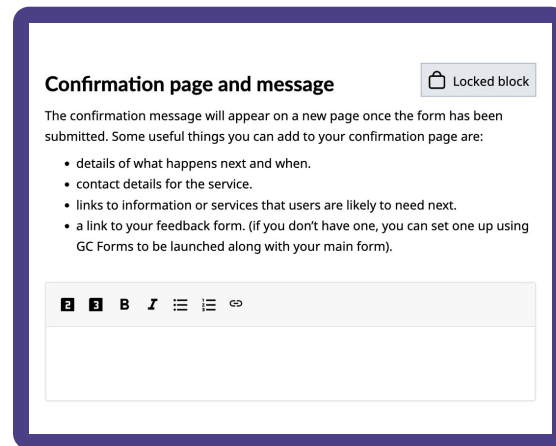 Confirmation page and message
Locked block
The confirmation message will appear on a new page once the form has been
submitted. Some useful things you can add to your confirmation page are:
• details of what happens next and when.
• contact details for the service.
• links to information or services that users are likely to need next.
• a link to your feedback form. (if you don’t have one, you can set one up using
GC Forms to be launched along with your main form).
2 3 B I